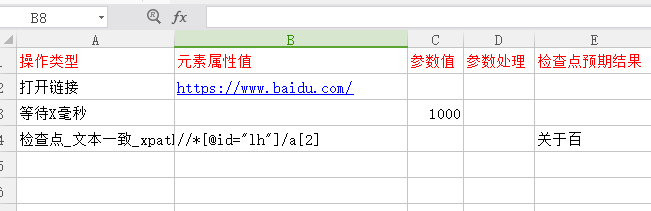 B8 fx
A B C D E
1 操作类型 元素属性值 参数值 参数处理 检查点预期结果
2 打开链接 https://www.baidu.com/
3 等待X毫秒 1000
4 检查点_文本一致_xpat //*[@id="lh"]/a[2] 关于百
5
6